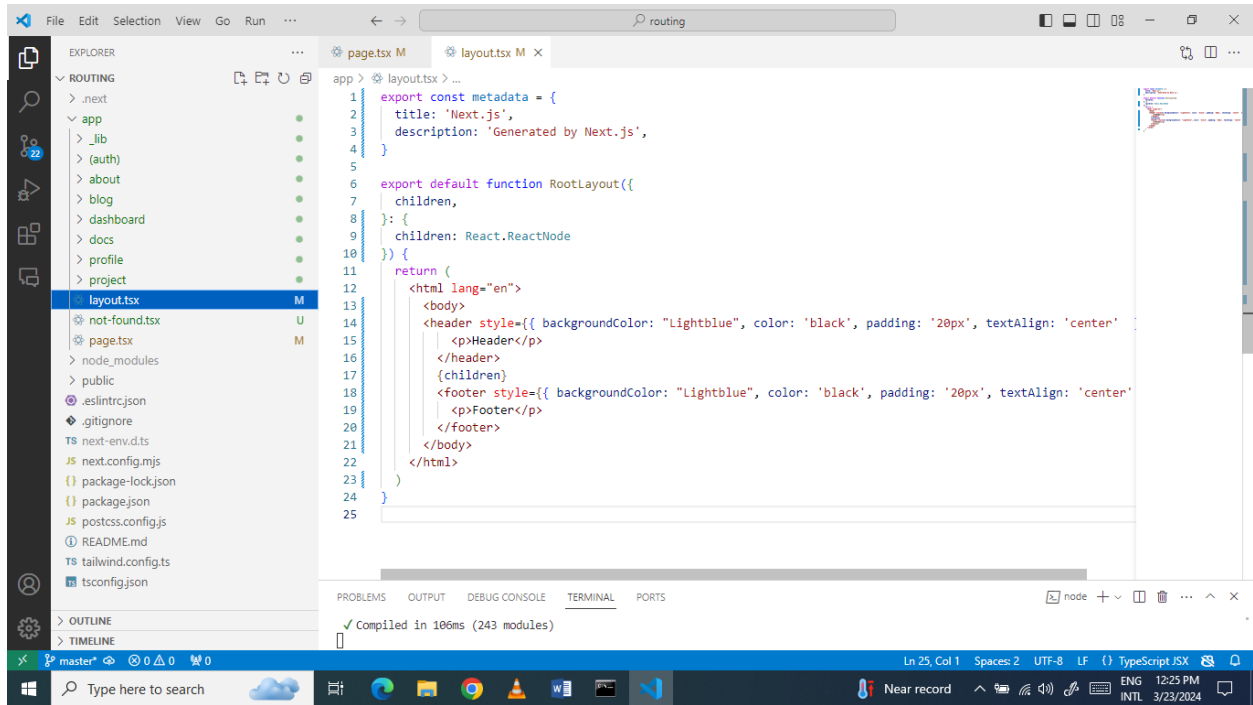 File Edit Selection View Go Run ···
routing
EXPLORER ···
page.tsx M
layout.tsx M
ROUTING
app > layout.tsx > ...
.next
app
_lib
(auth)
about
blog
dashboard
docs
profile
project
layout.tsx M
not-found.tsx U
page.tsx M
node_modules
public
.eslintrc.json
.gitignore
TS next-env.d.ts
JS next.config.mjs
{} package-lock.json
{} package.json
JS postcss.config.js
README.md
TS tailwind.config.ts
TS tsconfig.json
OUTLINE
TIMELINE
22
1 export const metadata = {
2 title: 'Next.js',
3 description: 'Generated by Next.js',
4 }
5
6 export default function RootLayout({
7 children,
8 }: {
9 children: React.ReactNode
10 }) {
11 return (
12 <html lang="en">
13 <body>
14 <header style={{ backgroundColor: "Lightblue", color: 'black', padding: '20px', textAlign: 'center'
15 <p>Header</p>
16 </header>
17 {children}
18 <footer style={{ backgroundColor: "Lightblue", color: 'black', padding: '20px', textAlign: 'center'
19 <p>Footer</p>
20 </footer>
21 </body>
22 </html>
23 )
24 }
25
PROBLEMS OUTPUT DEBUG CONSOLE TERMINAL PORTS
node
✓ Compiled in 106ms (243 modules)
master* 0 0 0
Ln 25, Col 1 Spaces: 2 UTF-8 LF {} TypeScript JSX
Type here to search
Near record
ENG 12:25 PM
INTL 3/23/2024